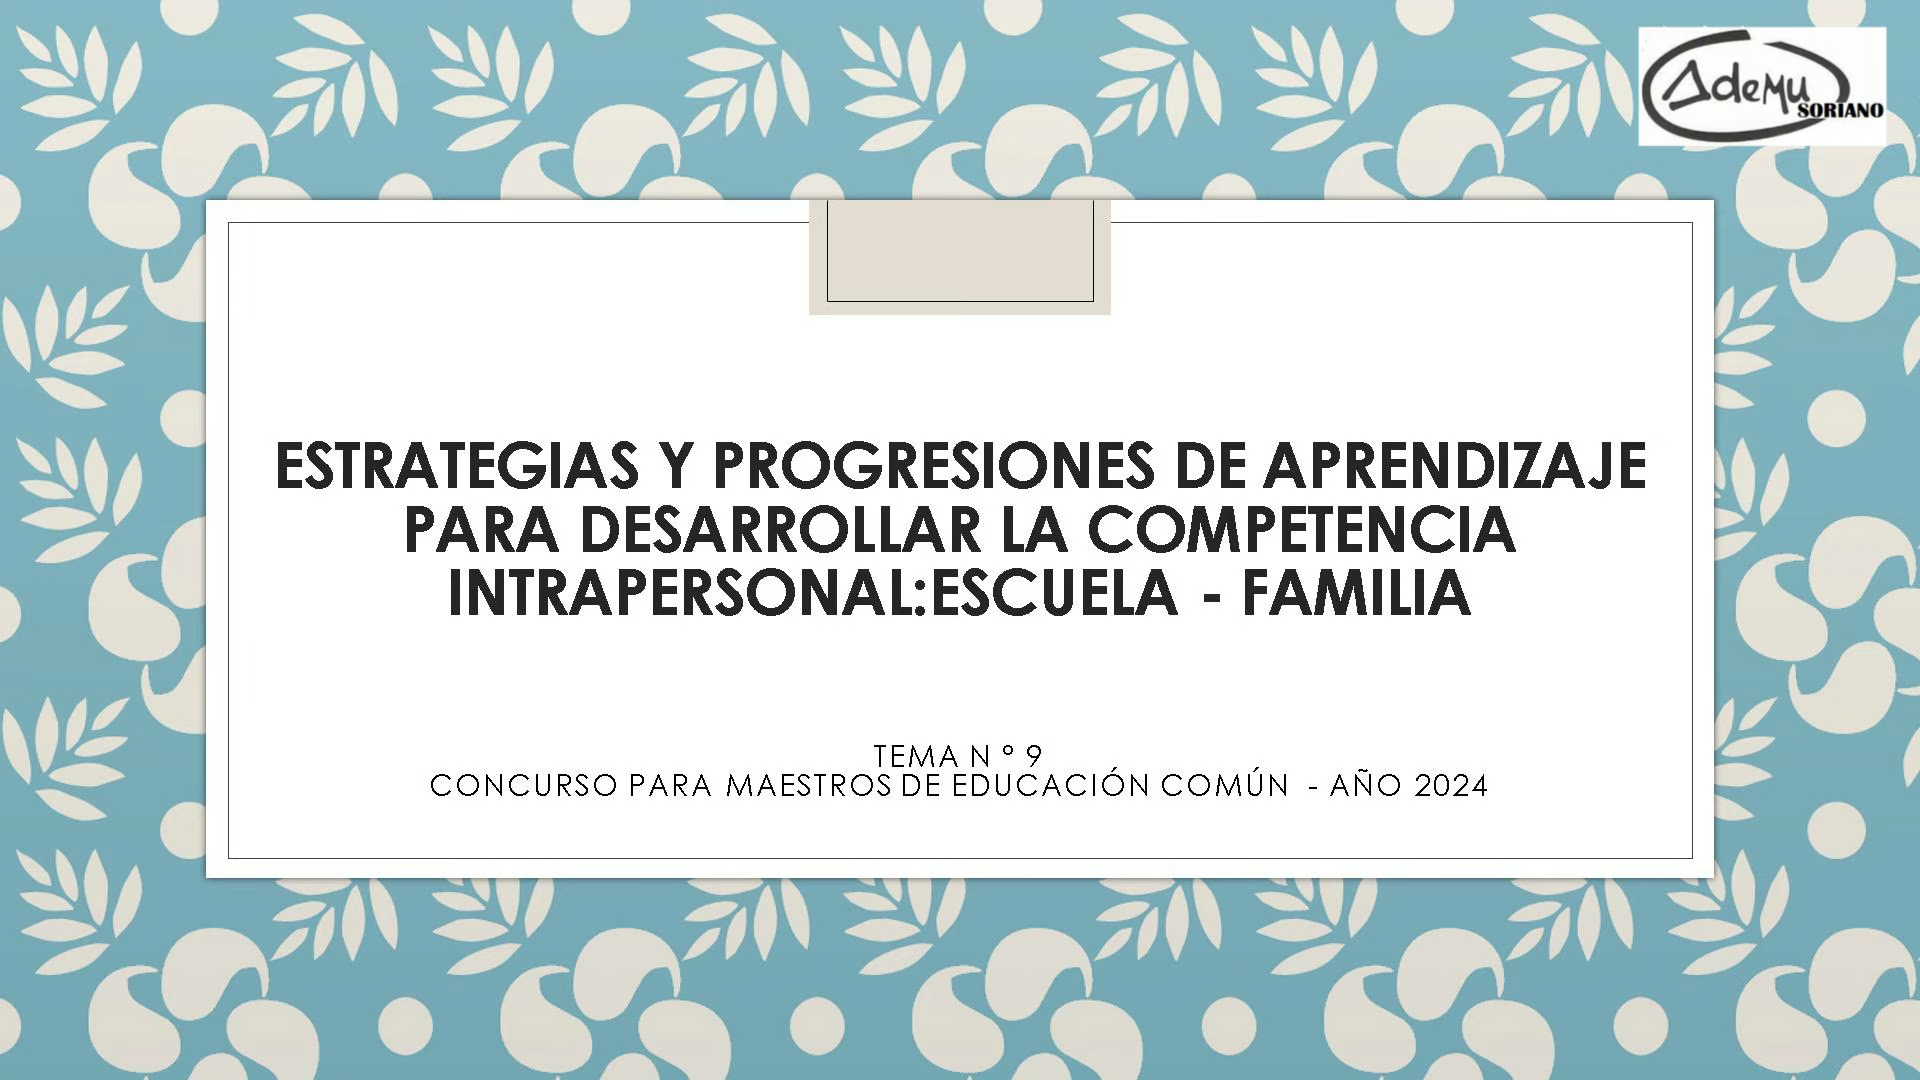 AdeMu
SORIANO
ESTRATEGIAS Y PROGRESIONES DE APRENDIZAJE
PARA DESARROLLAR LA COMPETENCIA
INTRAPERSONAL:ESCUELA - FAMILIA
TEMA N º 9
CONCURSO PARA MAESTROS DE EDUCACIÓN COMÚN - AÑO 2024